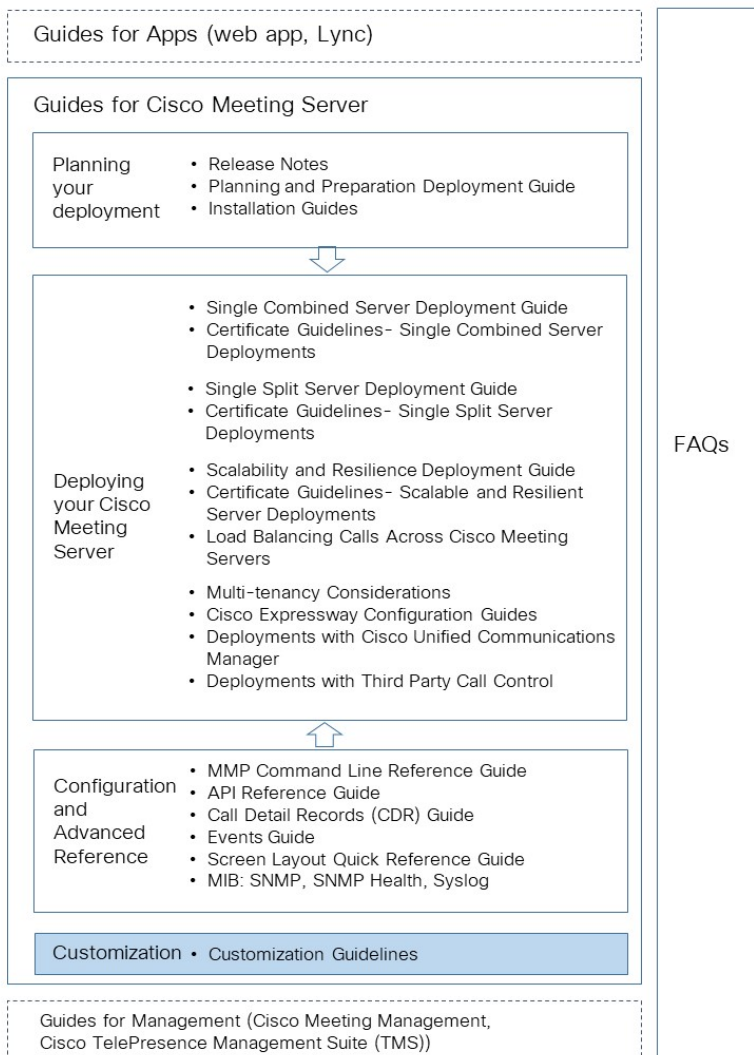 Guides for Apps (web app, Lync)
Guides for Cisco Meeting Server
Planning
your
deployment
• Release Notes
• Planning and Preparation Deployment Guide
• Installation Guides
Deploying
your Cisco
Meeting
Server
• Single Combined Server Deployment Guide
• Certificate Guidelines- Single Combined Server
Deployments
• Single Split Server Deployment Guide
• Certificate Guidelines- Single Split Server
Deployments
• Scalability and Resilience Deployment Guide
• Certificate Guidelines- Scalable and Resilient
Server Deployments
• Load Balancing Calls Across Cisco Meeting
Servers
• Multi-tenancy Considerations
• Cisco Expressway Configuration Guides
• Deployments with Cisco Unified Communications
Manager
• Deployments with Third Party Call Control
Configuration
and
Advanced
Reference
• MMP Command Line Reference Guide
• API Reference Guide
• Call Detail Records (CDR) Guide
• Events Guide
• Screen Layout Quick Reference Guide
• MIB: SNMP, SNMP Health, Syslog
Customization • Customization Guidelines
Guides for Management (Cisco Meeting Management,
Cisco TelePresence Management Suite (TMS))
FAQs